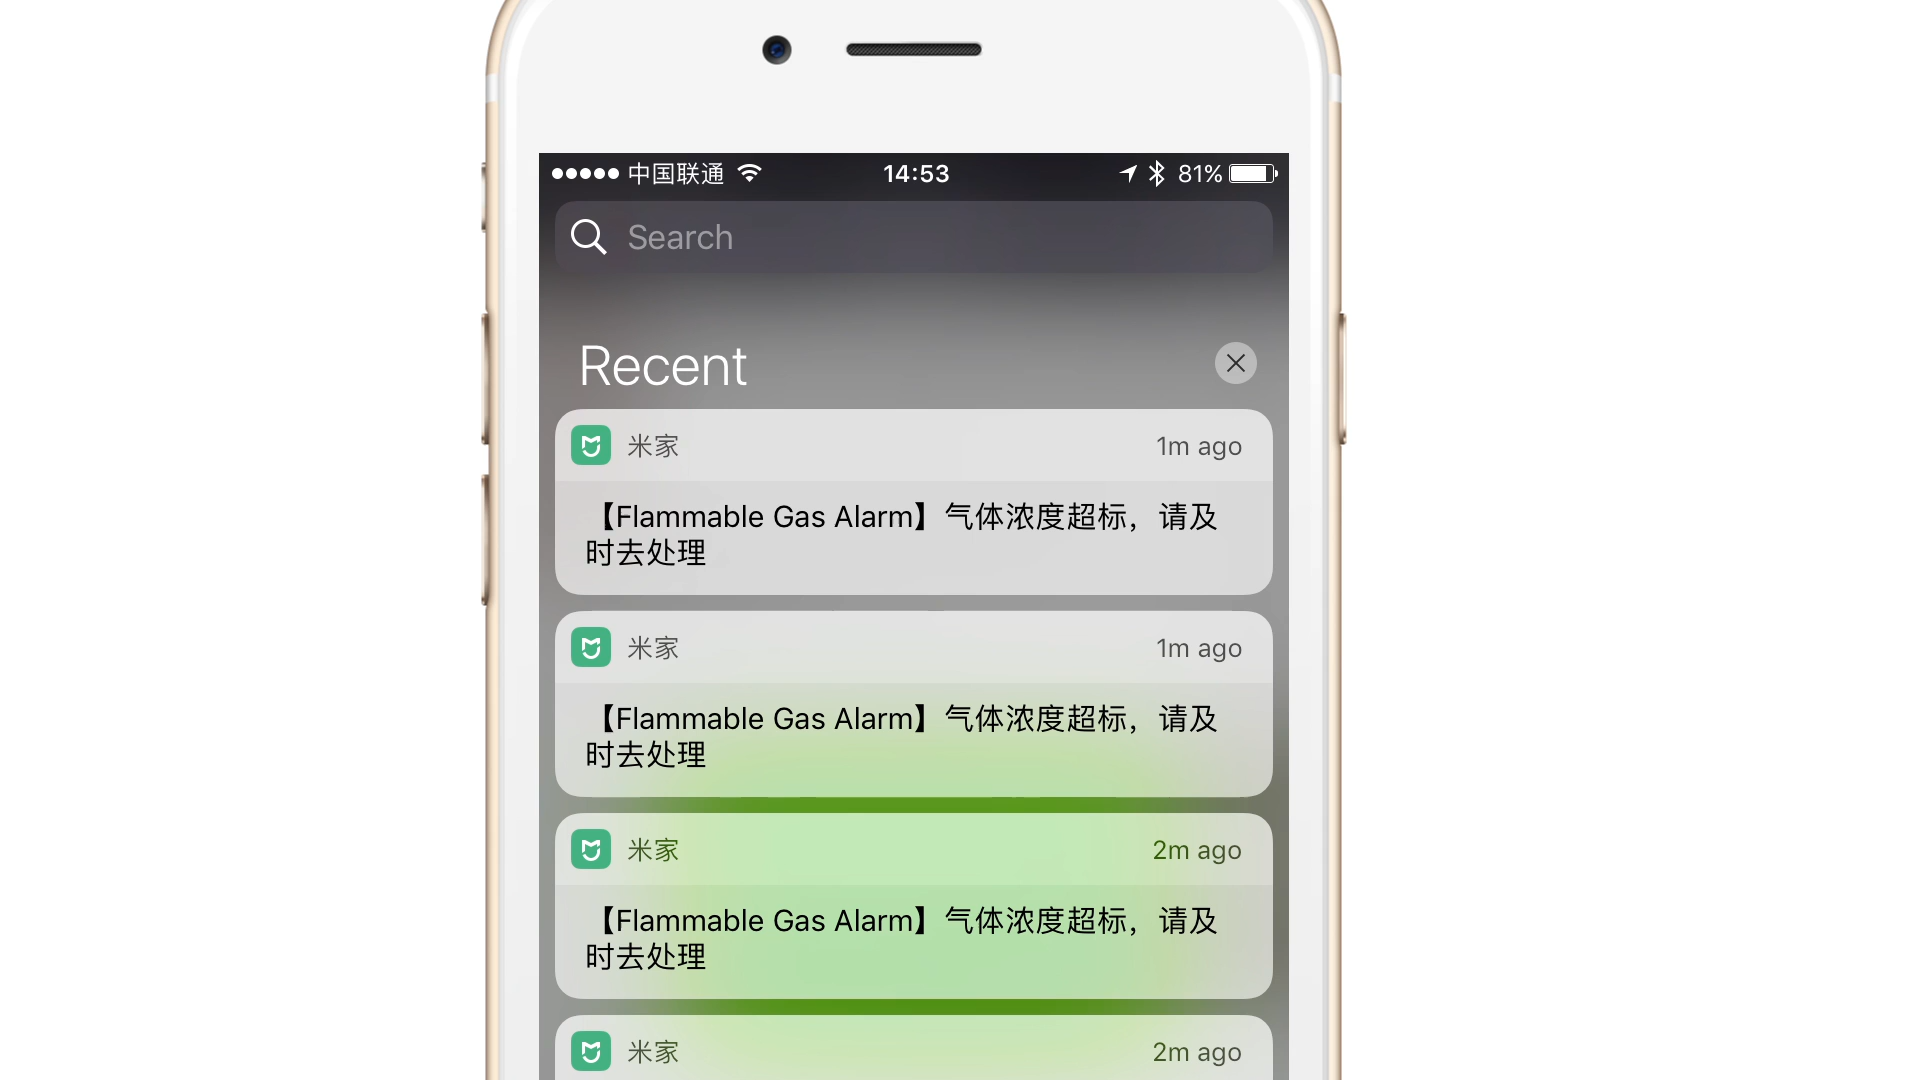 中国联通 14:53 81%
Search
Recent
米家 1m ago
【Flammable Gas Alarm】气体浓度超标，请及
时去处理
米家 1m ago
【Flammable Gas Alarm】气体浓度超标，请及
时去处理
米家 2m ago
【Flammable Gas Alarm】气体浓度超标，请及
时去处理
米家 2m ago